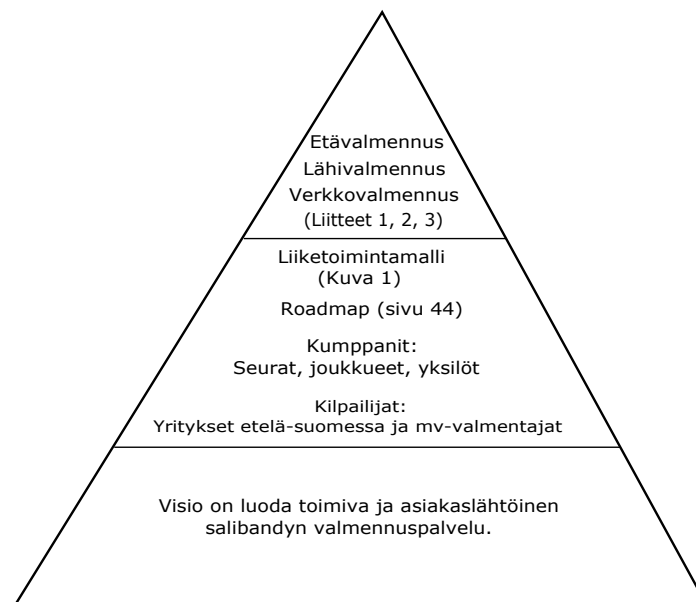 Etävalmennus
Lähivalmennus
Verkkovalmennus
(Liitteet 1, 2, 3)
Liiketoimintamalli
(Kuva 1)
Roadmap (sivu 44)
Kumppanit:
Seurat, joukkueet, yksilöt
Kilpailijat:
Yritykset etelä-suomessa ja mv-valmentajat
Visio on luoda toimiva ja asiakaslähtöinen
salibandyn valmennuspalvelu.